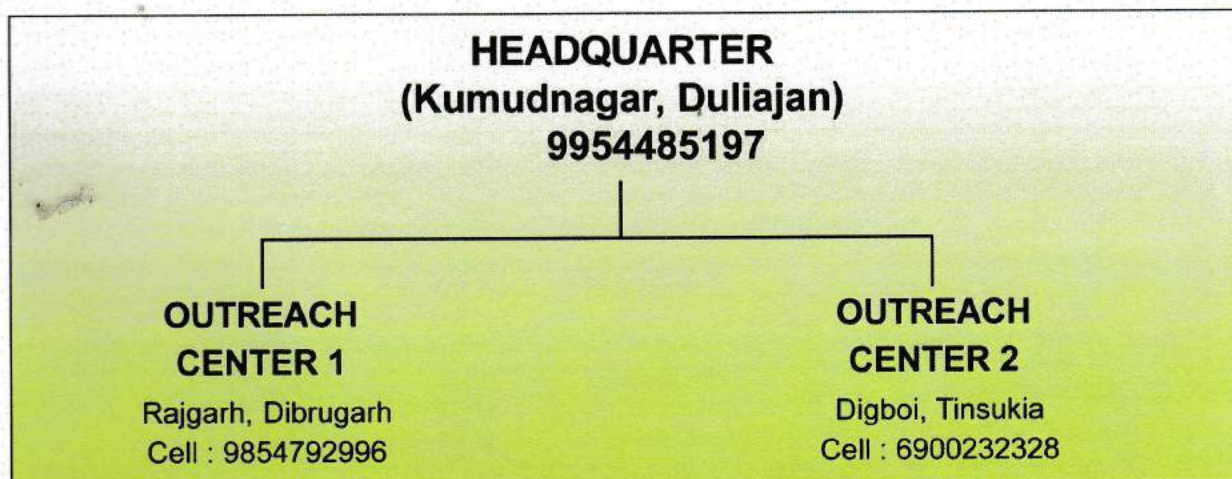 HEADQUARTER
(Kumudnagar, Duliajan)
9954485197
OUTREACH
CENTER 1
Rajgarh, Dibrugarh
Cell : 9854792996
OUTREACH
CENTER 2
Digboi, Tinsukia
Cell : 6900232328